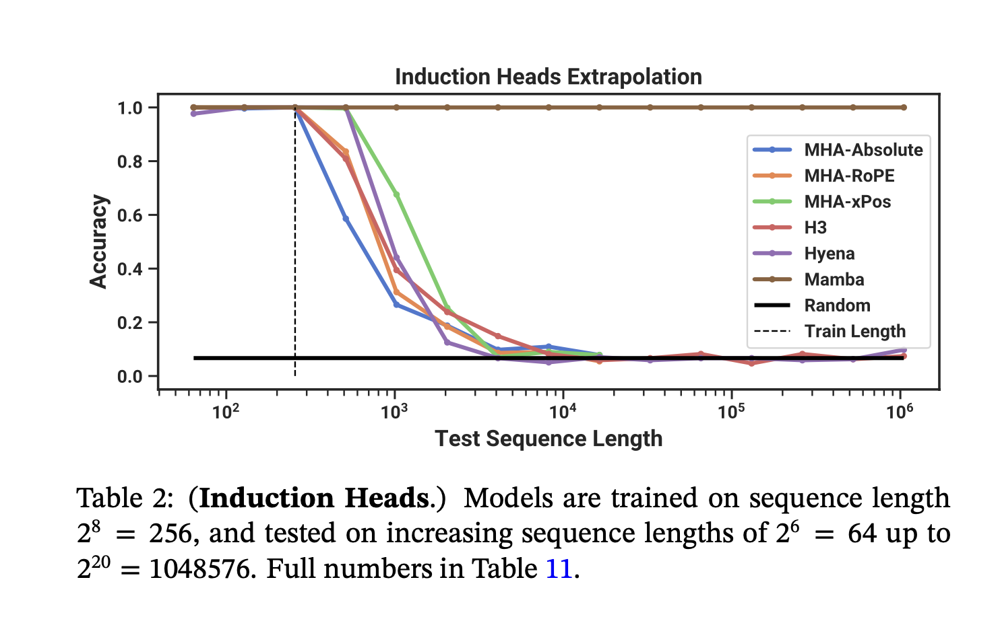 Induction Heads Extrapolation
1.0
0.8
0.6
0.4
0.2
0.0
Accuracy
MHA-Absolute
MHA-RoPE
MHA-xPos
H3
Hyena
Mamba
Random
Train Length
10² 10³ 10⁴ 10⁵ 10⁶
Test Sequence Length
Table 2: (Induction Heads.) Models are trained on sequence length
2⁸ = 256, and tested on increasing sequence lengths of 2⁶ = 64 up to
2²⁰ = 1048576. Full numbers in Table 11.